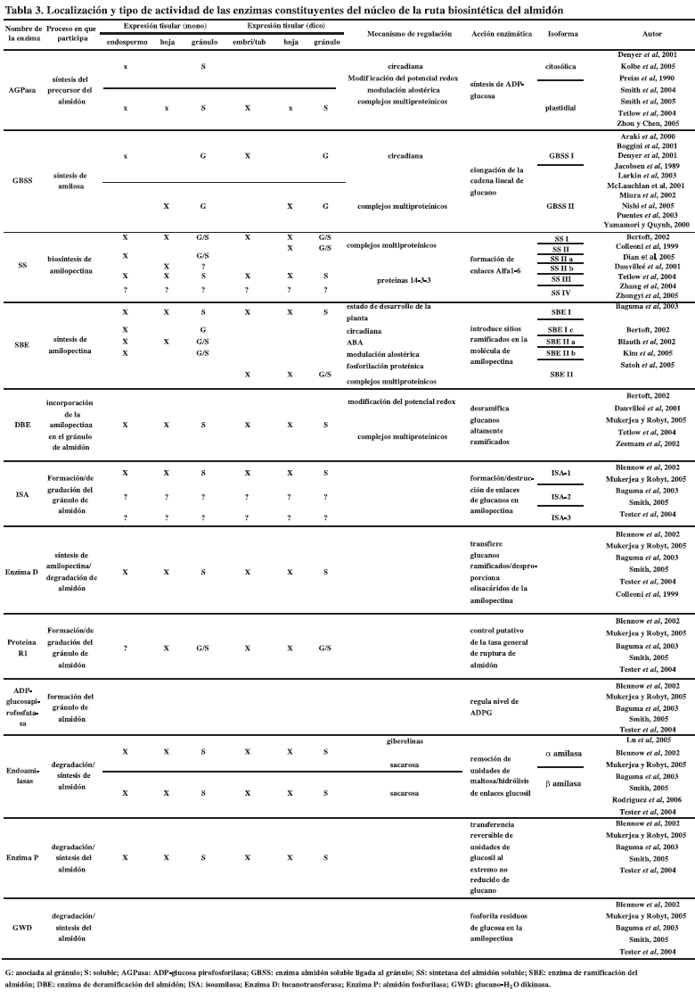 Tabla 3. Localización y tipo de actividad de las enzimas constituyentes del núcleo de la ruta biosintética del almidón
Nombre de la enzima Proceso en que participa Expresión tisular (mono) Expresión tisular (dico) Mecanismo de regulación Acción enzimática Isoforma Autor
endospermo hoja gránulo embri/tub hoja gránulo
AGPasa
síntesis del
precursor del
almidón
x S
x x S X x S
circadiana
Modificación del potencial redox
modulación alostérica
complejos multiproteínicos
síntesis de ADP-
glucosa
citosólica
plastidial
Denyer et al, 2001
Kolbe et al, 2005
Preiss et al, 1990
Smith et al, 2004
Smith et al, 2005
Tetlow et al, 2004
Zhou y Chen, 2005
GBSS
síntesis de
amilosa
x G X G
X G X G
circadiana
complejos multiproteínicos
elongación de la
cadena lineal de
glucano
GBSS I
GBSS II
Araki et al, 2000
Boggini et al, 2001
Denyer et al, 2001
Jacobsen et al, 1989
Larkin et al, 2003
McLauchlan et al, 2001
Miura et al, 2002
Nishi et al, 2005
Puentes et al, 2003
Yamamori y Quynh, 2000
SS
biosíntesis de
amilopectina
X X G/S X X G/S
X G/S
X G/S
X ?
X X S X X S
? ? ? ? ? ?
complejos multiproteínicos
proteinas 14-3-3
formación de
enlaces Alfa1-6
SS I
SS II
SS II a
SS II b
SS III
SS IV
Bertoft, 2002
Colleoni et al, 1999
Dian et al, 2005
Dauvilleé et al, 2001
Tetlow et al, 2004
Zhang et al, 2004
Zhongyi et al, 2005
SBE
síntesis de
amilopectina
X X S X X S
X G
X X G/S
X G/S
X X G/S
estado de desarrollo de la
planta
circadiana
ABA
modulación alostérica
fosforilación proteínica
complejos multiproteínicos
introduce sitios
ramificados en la
molécula de
amilopectina
SBE I
SBE I c
SBE II a
SBE II b
SBE II
Baguma et al, 2003
Bertoft, 2002
Blauth et al, 2002
Kim et al, 2005
Satoh et al, 2005
DBE
incorporación
de la
amilopectina
en el gránulo
de almidón
X X S X X S
modificación del potencial redox
complejos multiproteínicos
desramifica
glucanos
altamente
ramificados
Bertoft, 2002
Dauvilleé et al, 2001
Mukerjea y Robyt, 2005
Tetlow et al, 2004
Zeemam et al, 2002
ISA
Formación/de
gradación del
gránulo de
almidón
X X S X X S
? ? ? ? ? ?
? ? ? ? ? ?
formación/destruc-
ción de enlaces
de glucanos en
amilopectina
ISA-1
ISA-2
ISA-3
Blennow et al, 2002
Mukerjea y Robyt, 2005
Baguma et al, 2003
Smith, 2005
Tester et al, 2004
Enzima D
síntesis de
amilopectina/
degradación de
almidón
X X S X X S
transfiere
glucanos
ramificados/despro-
porciona
olisacáridos de la
amilopectina
Blennow et al, 2002
Mukerjea y Robyt, 2005
Baguma et al, 2003
Smith, 2005
Tester et al, 2004
Colleoni et al, 1999
Proteína
R1
Formación/de
gradación del
gránulo de
almidón
? X G/S X X G/S
control putativo
de la tasa general
de ruptura de
almidón
Blennow et al, 2002
Mukerjea y Robyt, 2005
Baguma et al, 2003
Smith, 2005
Tester et al, 2004
ADP-
glucosapi-
rofosfata-
sa
formación del
gránulo de
almidón
regula nivel de
ADPG
Blennow et al, 2002
Mukerjea y Robyt, 2005
Baguma et al, 2003
Smith, 2005
Tester et al, 2004
Endoami-
lasas
degradación/
síntesis de
almidón
X X S X X S
X X S X X S
giberelinas
sacarosa
sacarosa
remoción de
unidades de
maltosa/hidrólisis
de enlaces glucosil
α amilasa
β amilasa
Lu et al, 2005
Blennow et al, 2002
Mukerjea y Robyt, 2005
Baguma et al, 2003
Smith, 2005
Rodríguez et al, 2006
Tester et al, 2004
Enzima P
degradación/
síntesis del
almidón
X X S X X S
transferencia
reversible de
unidades de
glucosil al
extremo no
reducido de
glucano
Blennow et al, 2002
Mukerjea y Robyt, 2005
Baguma et al, 2003
Smith, 2005
Tester et al, 2004
GWD
degradación/
síntesis del
almidón
fosforila residuos
de glucosa en la
amilopectina
Blennow et al, 2002
Mukerjea y Robyt, 2005
Baguma et al, 2003
Smith, 2005
Tester et al, 2004
G: asociada al gránulo; S: soluble; AGPasa: ADP-glucosa pirofosforilasa; GBSS: enzima almidón soluble ligada al gránulo; SS: sintetasa del almidón soluble; SBE: enzima de ramificación del
almidón; DBE: enzima de deramificación del almidón; ISA: isoamilasa; Enzima D: lucanotransferasa; Enzima P: almidón fosforilasa; GWD: glucano-H2O dikinasa.